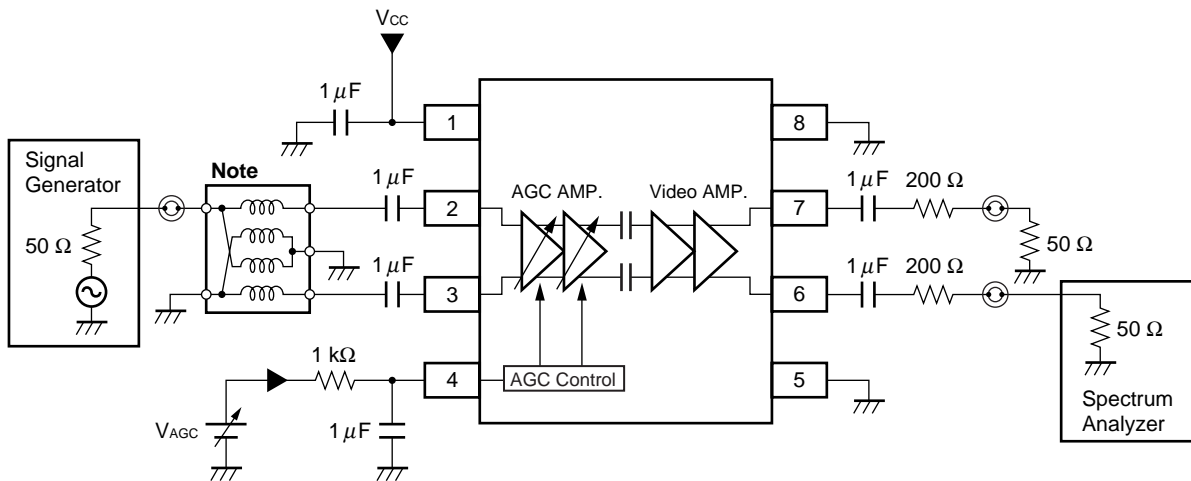 VCC
1 μF
1
8
Signal
Generator
Note
1 μF
AGC AMP.
Video AMP.
1 μF
200 Ω
2
7
50 Ω
50 Ω
1 μF
1 μF
200 Ω
3
6
50 Ω
1 kΩ
4
AGC Control
5
VAGC
1 μF
Spectrum
Analyzer